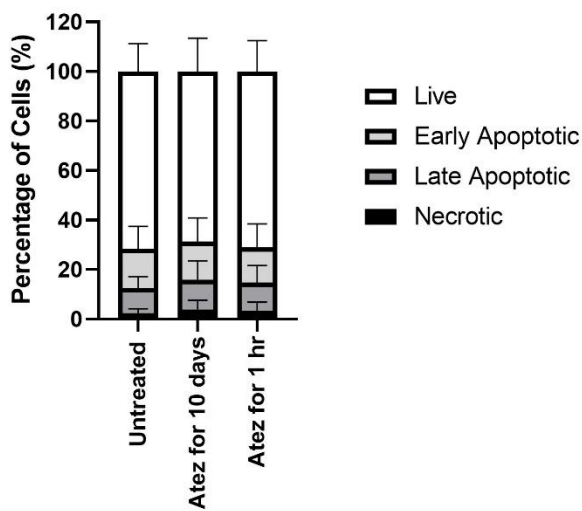 Percentage of Cells (%)
120
100
80
60
40
20
0
Untreated
Atez for 10 days
Atez for 1 hr
Live
Early Apoptotic
Late Apoptotic
Necrotic